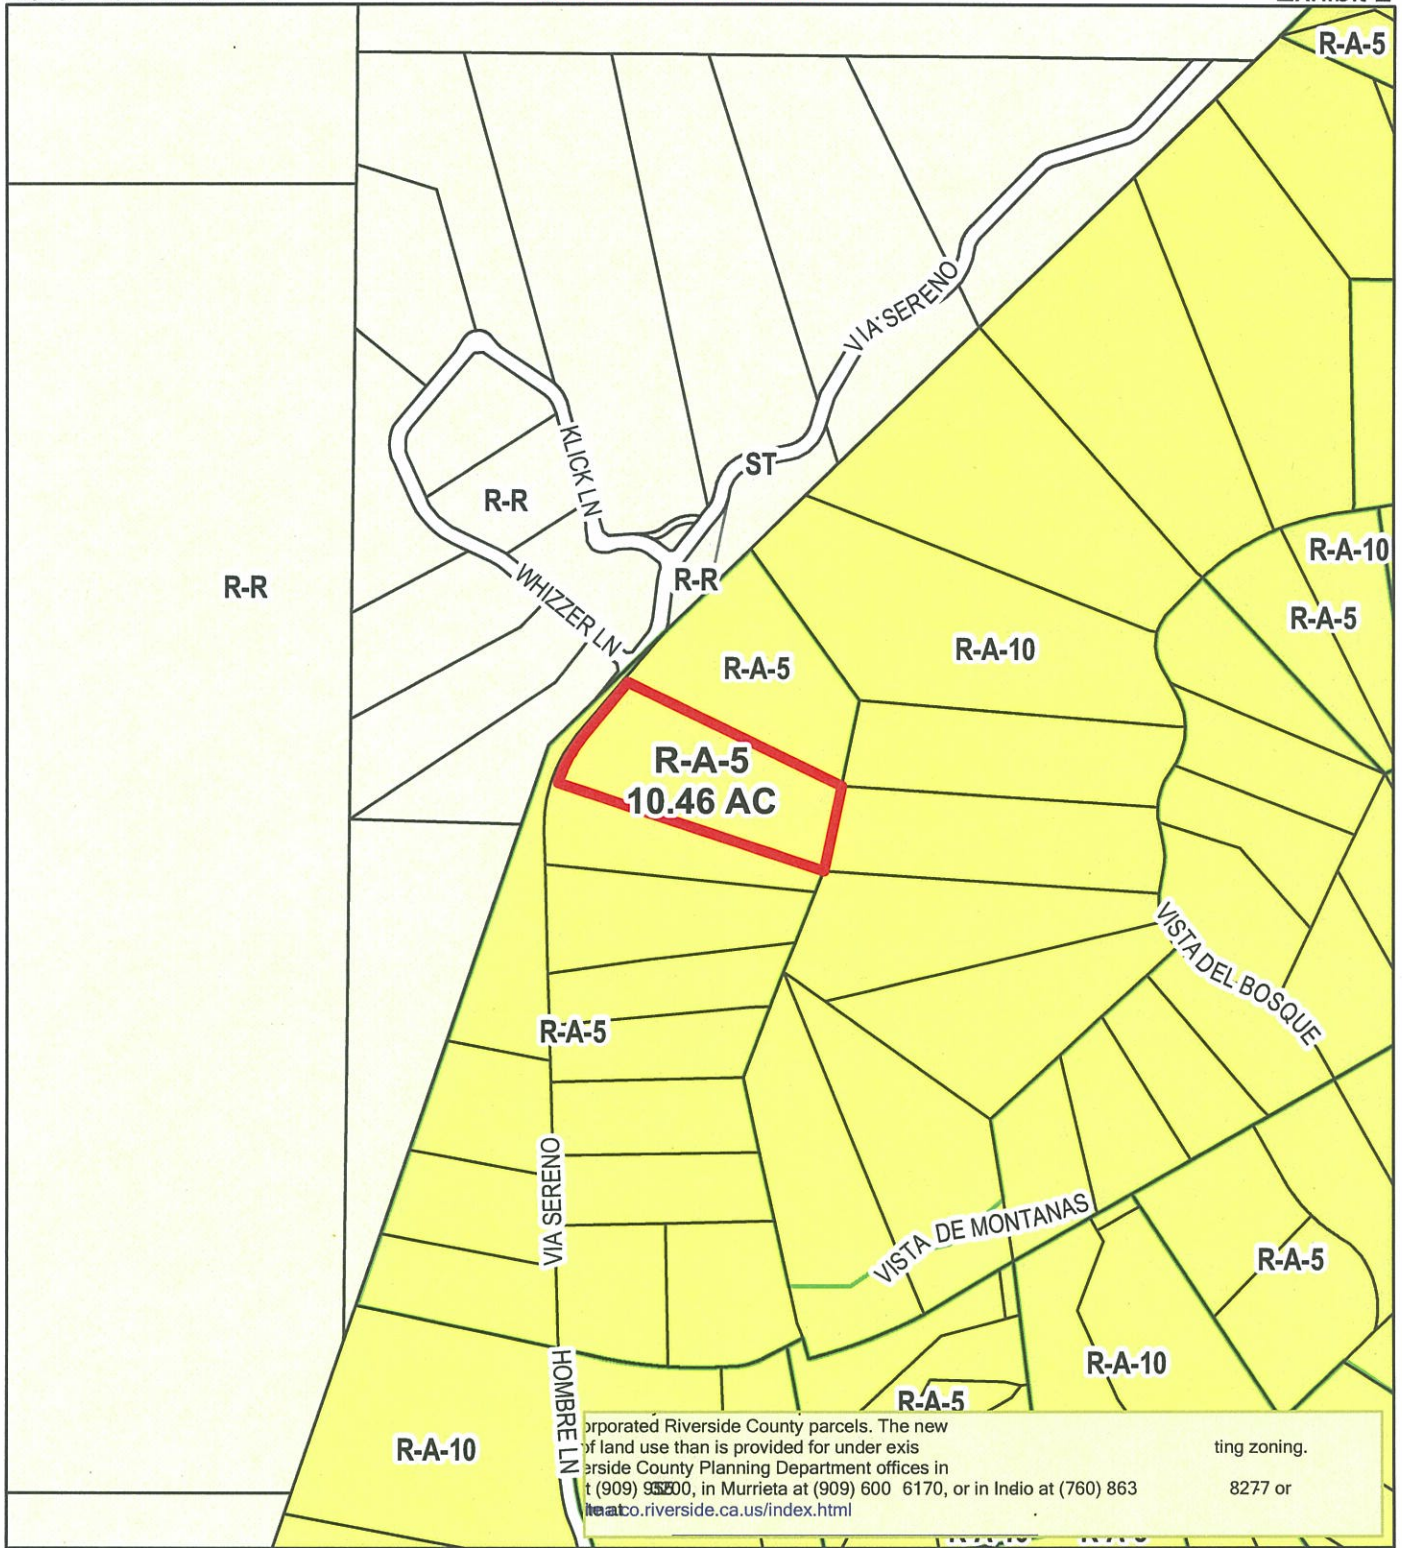 R-A-5
VIA SERENO
KLICK LN
ST
R-R
R-R
R-R
WHIZZER LN
R-A-10
R-A-5
R-A-10
R-A-5
R-A-5
10.46 AC
VISTA DEL BOSQUE
R-A-5
VIA SERENO
VISTA DE MONTANAS
R-A-5
R-A-10
HOMBRE LN
R-A-5
R-A-10
orporated Riverside County parcels. The new
of land use than is provided for under exis ting zoning.
erside County Planning Department offices in
t (909) in Murrieta at (909) 600 6170, or in Indio at (760) 863 8277 or
co.riverside.ca.us/index.html